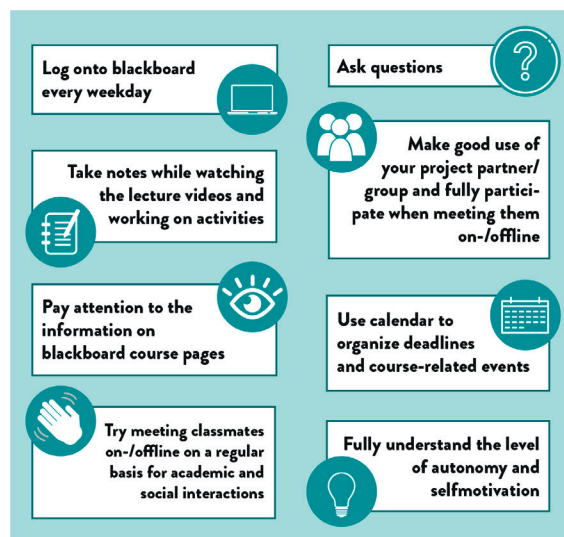 Log onto blackboard
every weekday
Take notes while watching
the lecture videos and
working on activities
Pay attention to the
information on
blackboard course pages
Try meeting classmates
on-/offline on a regular
basis for academic and
social interactions
Ask questions
?
Make good use of
your project partner/
group and fully partici-
pate when meeting them
on-/offline
Use calendar to
organize deadlines
and course-related events
Fully understand the level
of autonomy and
selfmotivation